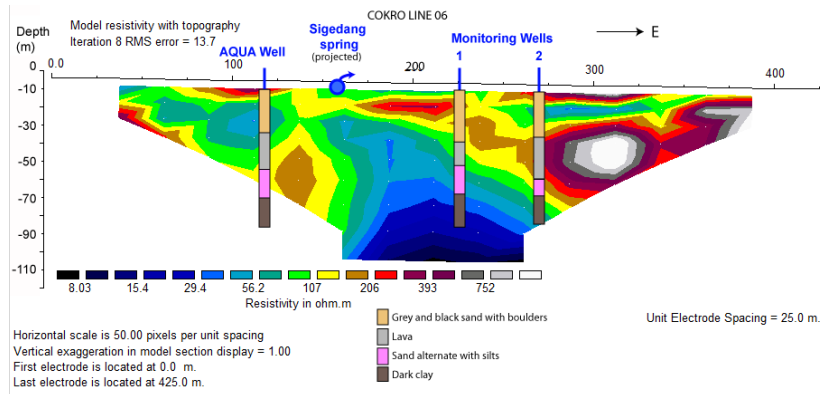 COKRO LINE 06
Model resistivity with topography
Iteration 8 RMS error = 13.7
Depth
(m)
AQUA Well
Sigedang
spring
(projected)
Monitoring Wells
1
2
E
0
0.0
100
200
300
400
-10
-30
-50
-70
-90
-110
8.03 15.4 29.4 56.2 107 206 393 752
Resistivity in ohm.m
Grey and black sand with boulders
Lava
Sand alternate with silts
Dark clay
Unit Electrode Spacing = 25.0 m.
Horizontal scale is 50.00 pixels per unit spacing
Vertical exaggeration in model section display = 1.00
First electrode is located at 0.0 m.
Last electrode is located at 425.0 m.